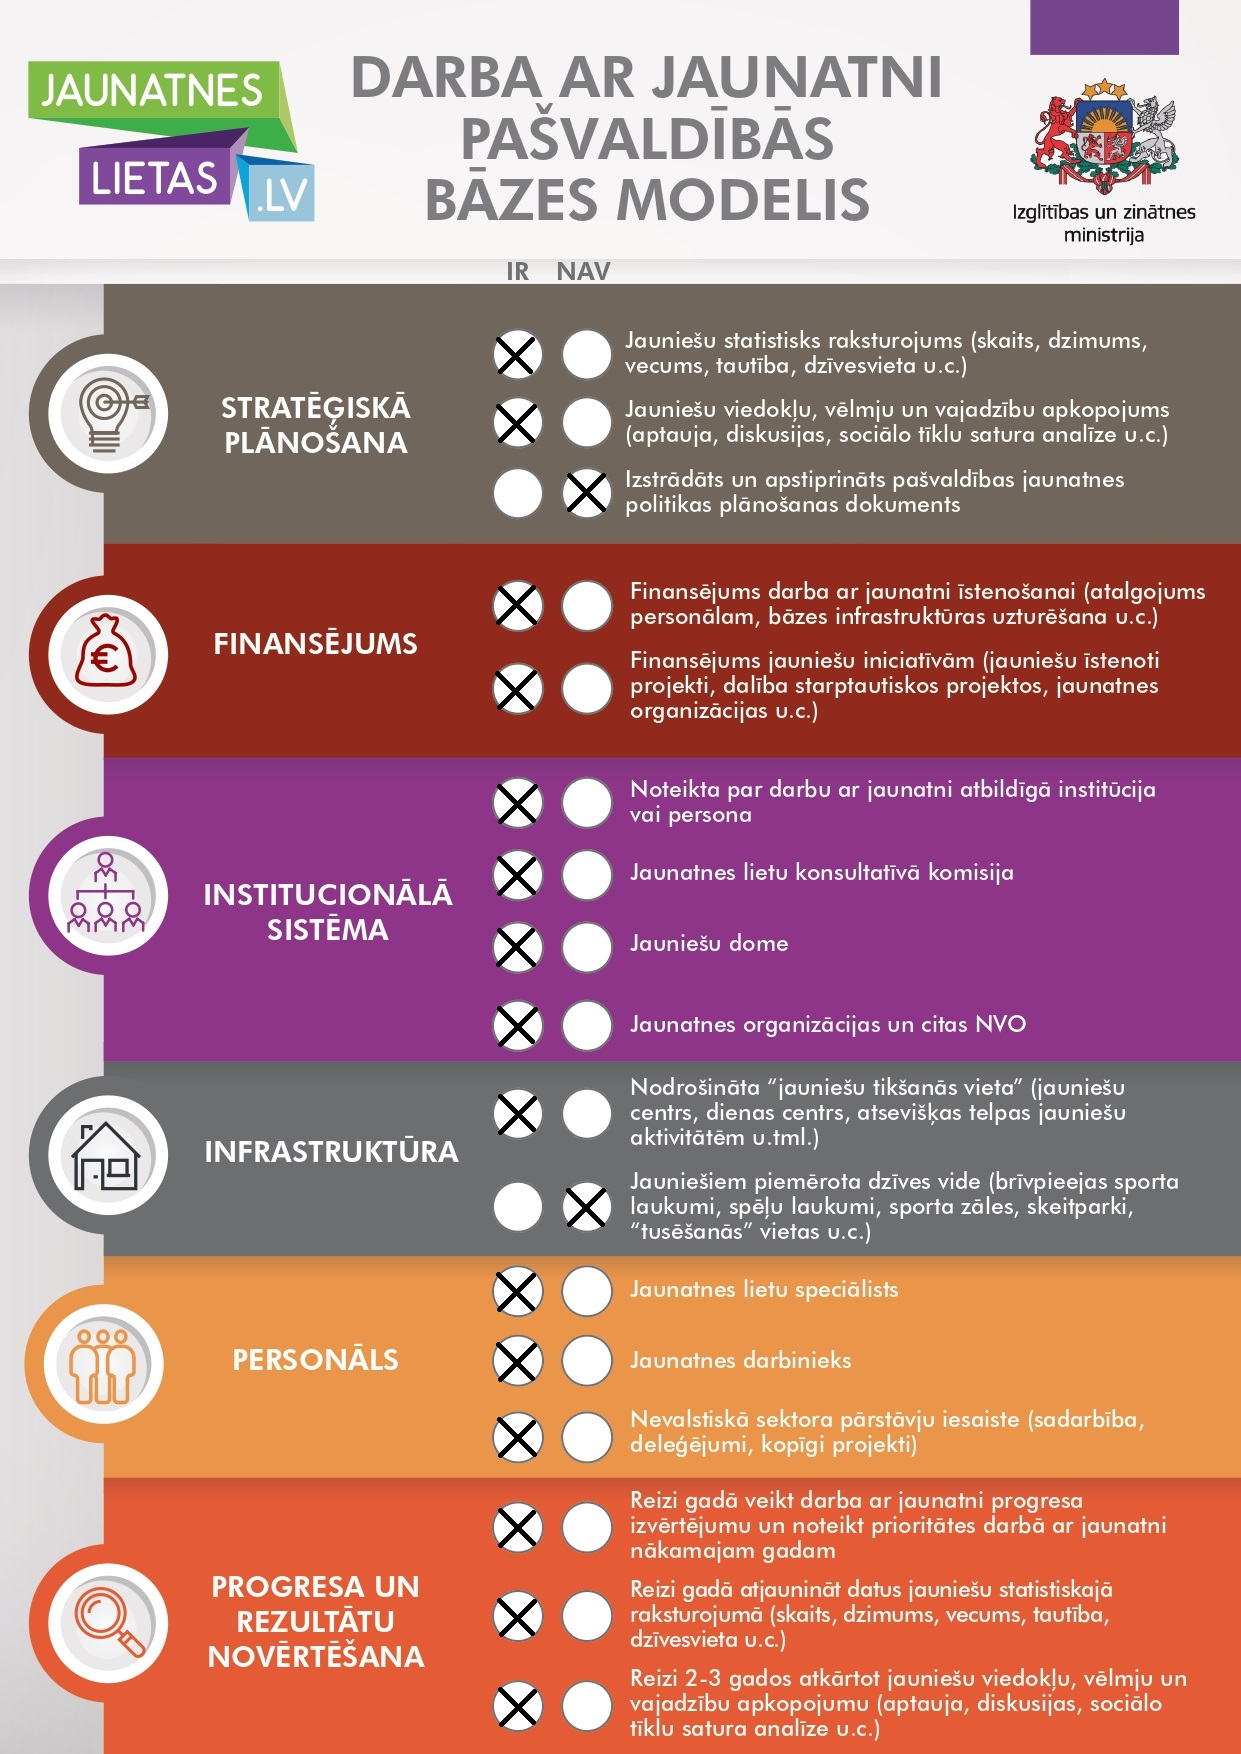 JAUNATNES
LIETAS
.LV
DARBA AR JAUNATNI
PAŠVALDĪBĀS
BĀZES MODELIS
Izglītības un zinātnes
ministrija
IR NAV
STRATĒĢISKĀ
PLĀNOŠANA
Jauniešu statistisks raksturojums (skaits, dzimums,
vecums, tautība, dzīvesvieta u.c.)
Jauniešu viedokļu, vēlmju un vajadzību apkopojums
(aptauja, diskusijas, sociālo tīklu satura analīze u.c.)
Izstrādāts un apstiprināts pašvaldības jaunatnes
politikas plānošanas dokuments
FINANSĒJUMS
Finansējums darba ar jaunatni īstenošanai (atalgojums
personālam, bāzes infrastruktūras uzturēšana u.c.)
Finansējums jauniešu iniciatīvām (jauniešu īstenoti
projekti, dalība starptautiskos projektos, jaunatnes
organizācijas u.c.)
INSTITUCIONĀLĀ
SISTĒMA
Noteikta par darbu ar jaunatni atbildīgā institūcija
vai persona
Jaunatnes lietu konsultatīvā komisija
Jauniešu dome
Jaunatnes organizācijas un citas NVO
INFRASTRUKTŪRA
Nodrošināta “jauniešu tikšanās vieta” (jauniešu
centrs, dienas centrs, atsevišķas telpas jauniešu
aktivitātēm u.tml.)
Jauniešiem piemērota dzīves vide (brīvpieejas sporta
laukumi, spēļu laukumi, sporta zāles, skeitparki,
“tusēšanās” vietas u.c.)
PERSONĀLS
Jaunatnes lietu speciālists
Jaunatnes darbinieks
Nevalstiskā sektora pārstāvju iesaiste (sadarbība,
deleģējumi, kopīgi projekti)
PROGRESA UN
REZULTĀTU
NOVĒRTĒŠANA
Reizi gadā veikt darba ar jaunatni progresa
izvērtējumu un noteikt prioritātes darbā ar jaunatni
nākamajam gadam
Reizi gadā atjaunināt datus jauniešu statistiskajā
raksturojumā (skaits, dzimums, vecums, tautība,
dzīvesvieta u.c.)
Reizi 2-3 gados atkārtot jauniešu viedokļu, vēlmju un
vajadzību apkopojumu (aptauja, diskusijas, sociālo
tīklu satura analīze u.c.)